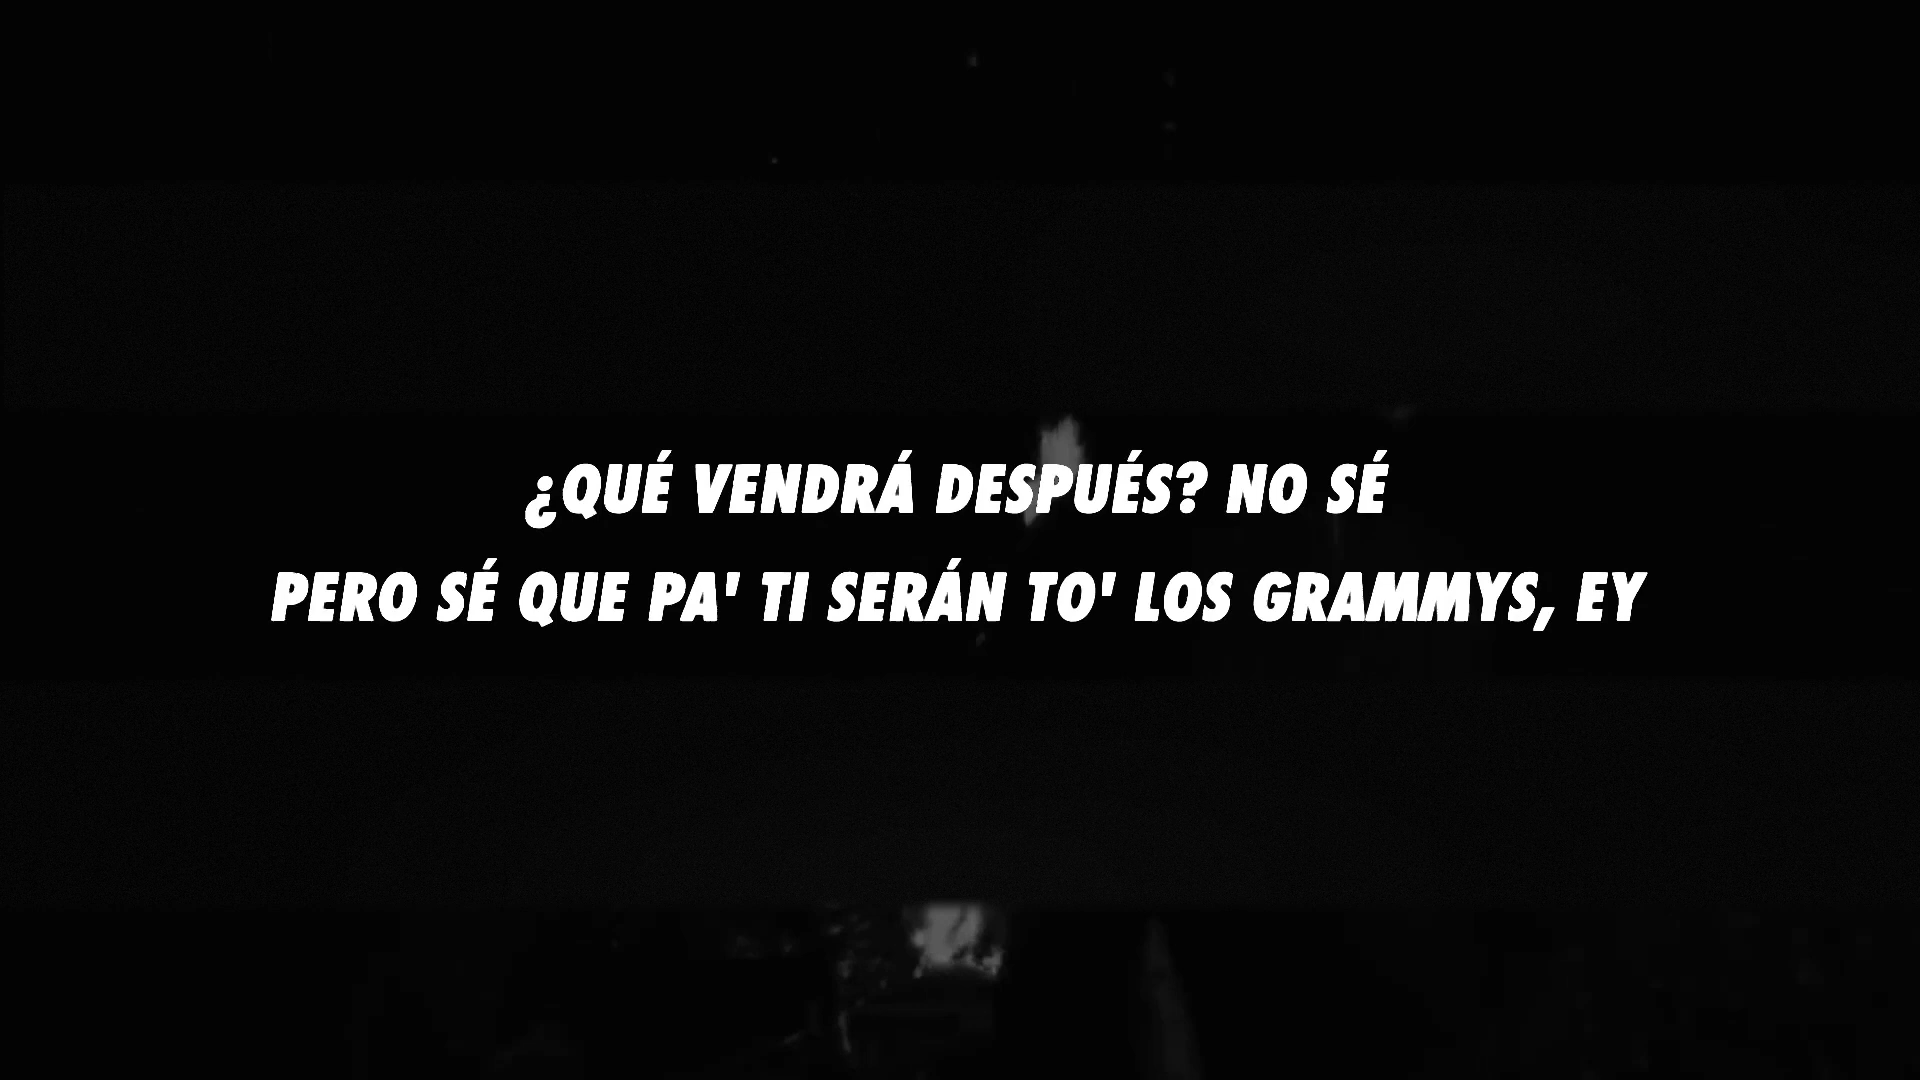 ¿QUÉ VENDRÁ DESPUÉS? NO SÉ
PERO SÉ QUE PA' TI SERÁN TO' LOS GRAMMYS, EY